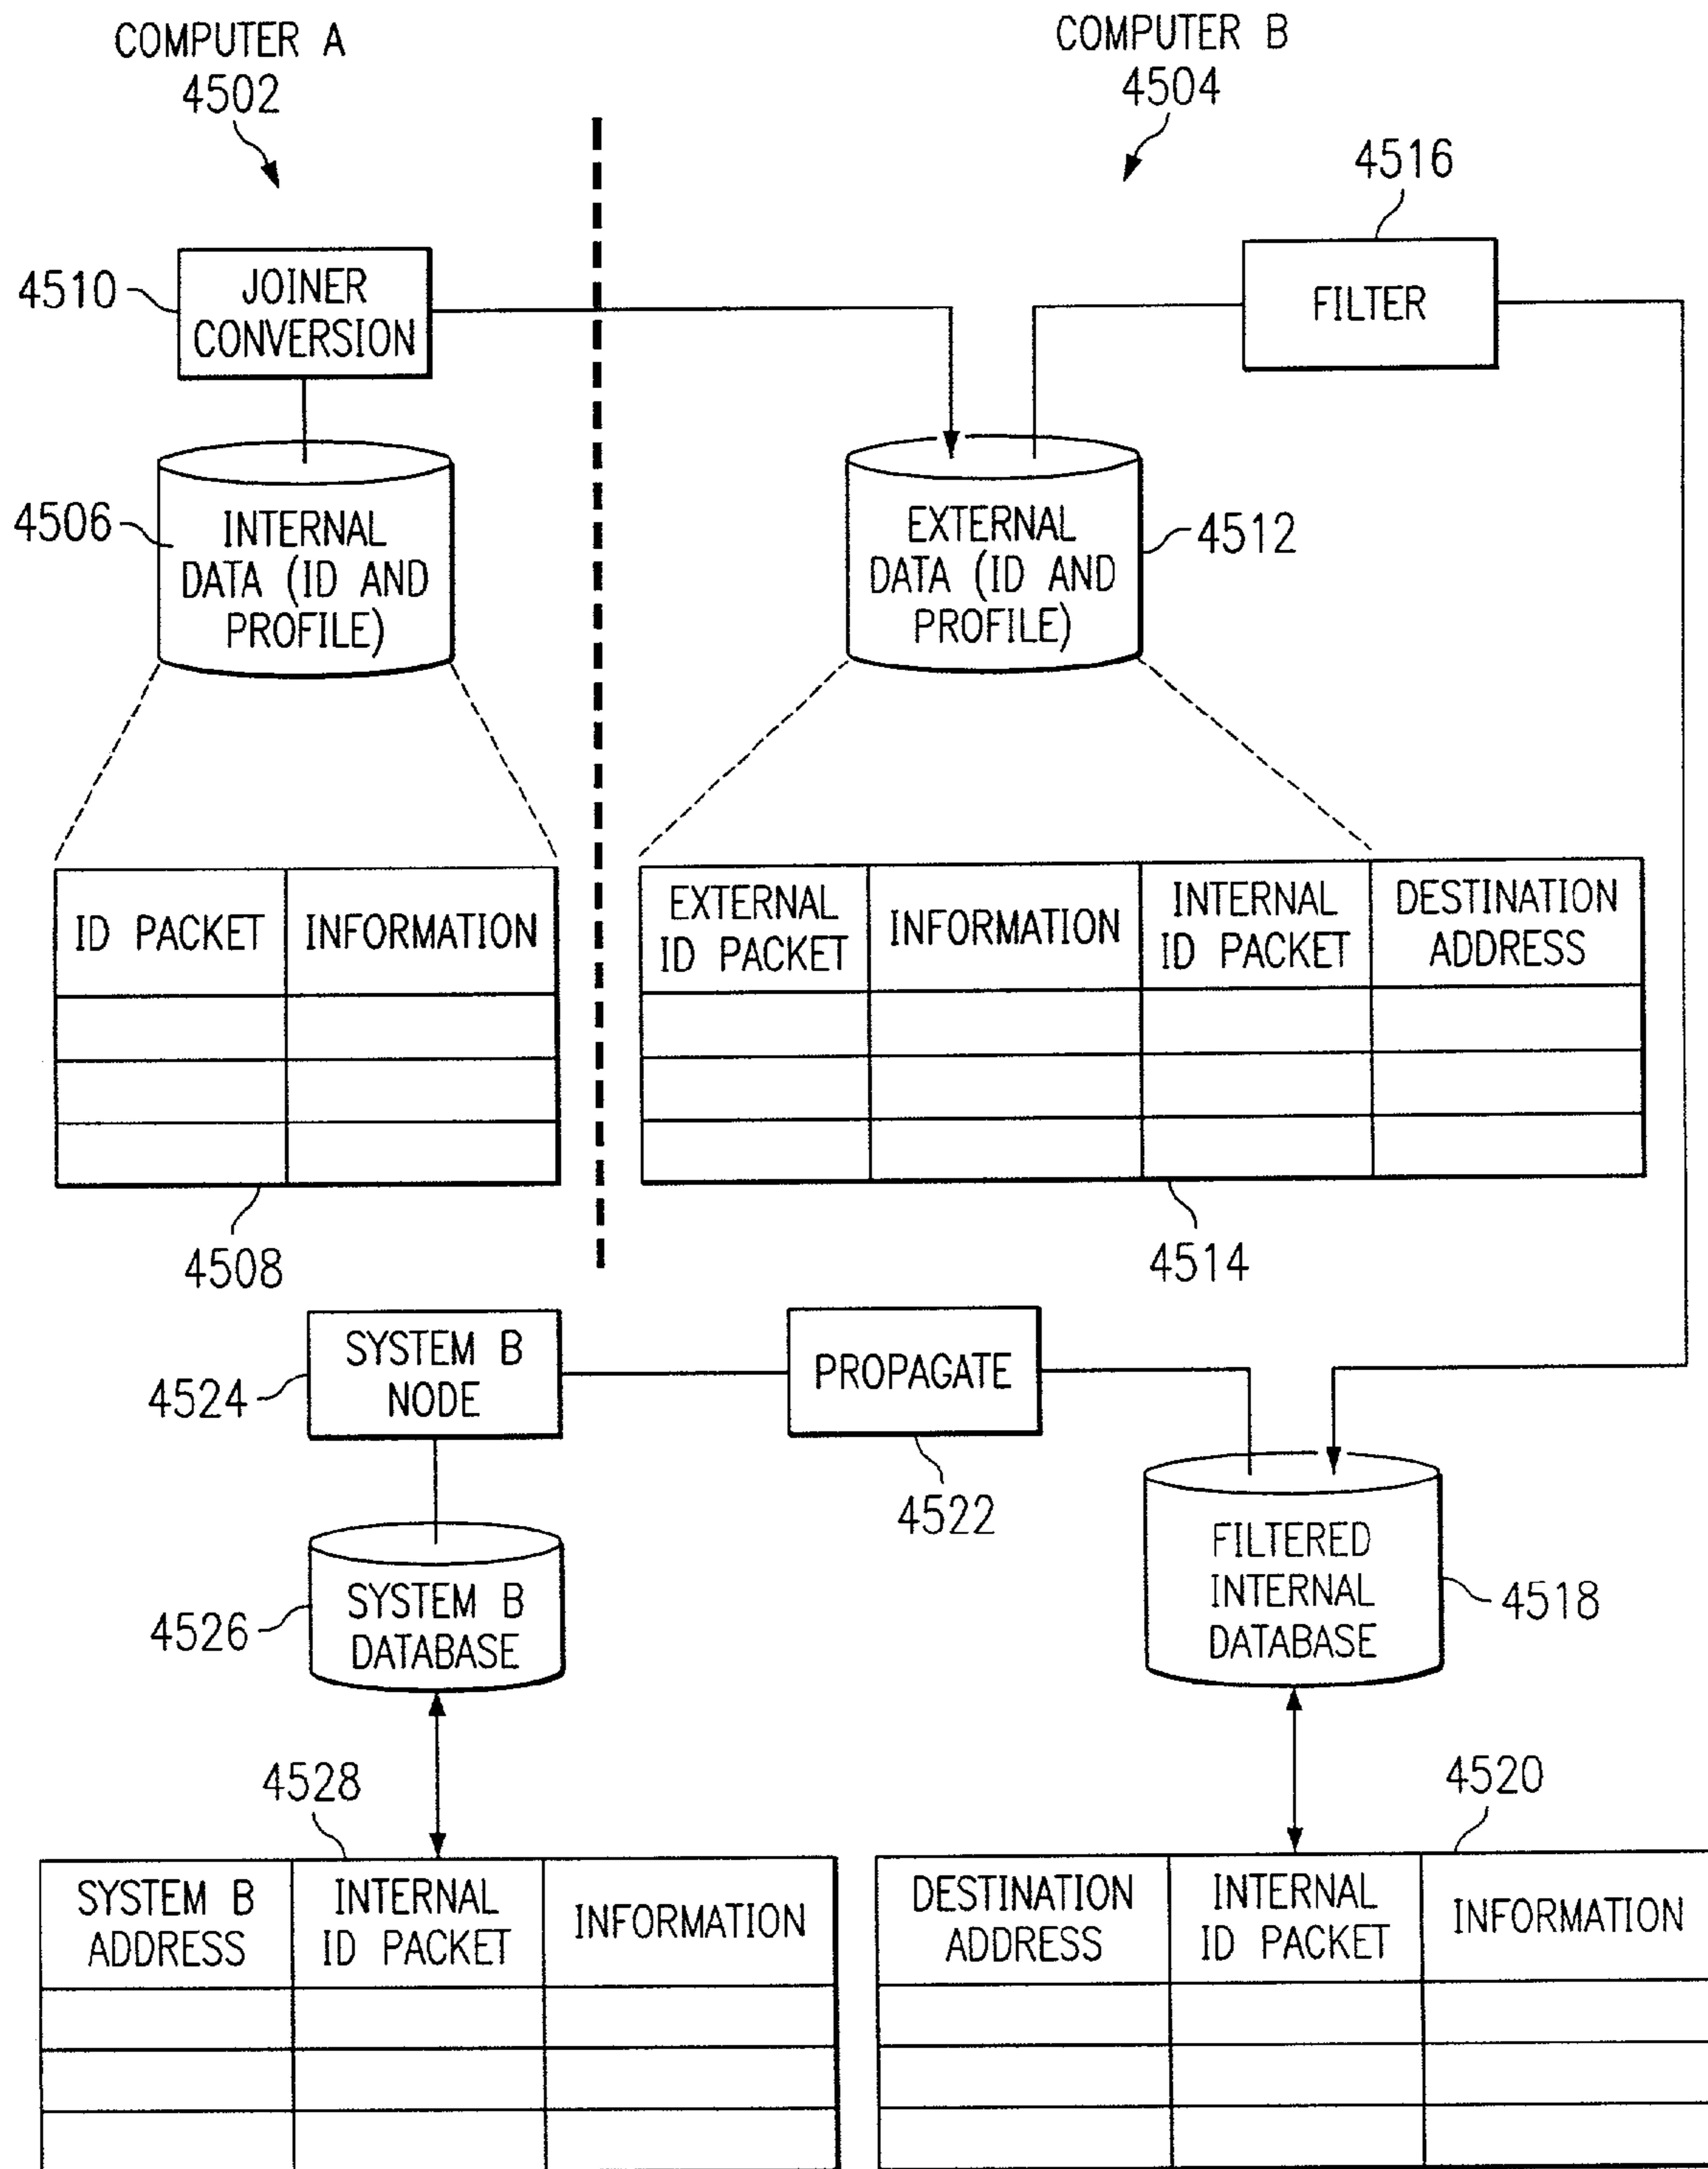 COMPUTER A
4502
COMPUTER B
4504
4516
4510
JOINER
CONVERSION
FILTER
4506
INTERNAL
DATA (ID AND
PROFILE)
EXTERNAL
DATA (ID AND
PROFILE)
4512
ID PACKET
INFORMATION
EXTERNAL
ID PACKET
INFORMATION
INTERNAL
ID PACKET
DESTINATION
ADDRESS
4508
4514
4524
SYSTEM B
NODE
PROPAGATE
4522
4526
SYSTEM B
DATABASE
FILTERED
INTERNAL
DATABASE
4518
4528
4520
SYSTEM B
ADDRESS
INTERNAL
ID PACKET
INFORMATION
DESTINATION
ADDRESS
INTERNAL
ID PACKET
INFORMATION